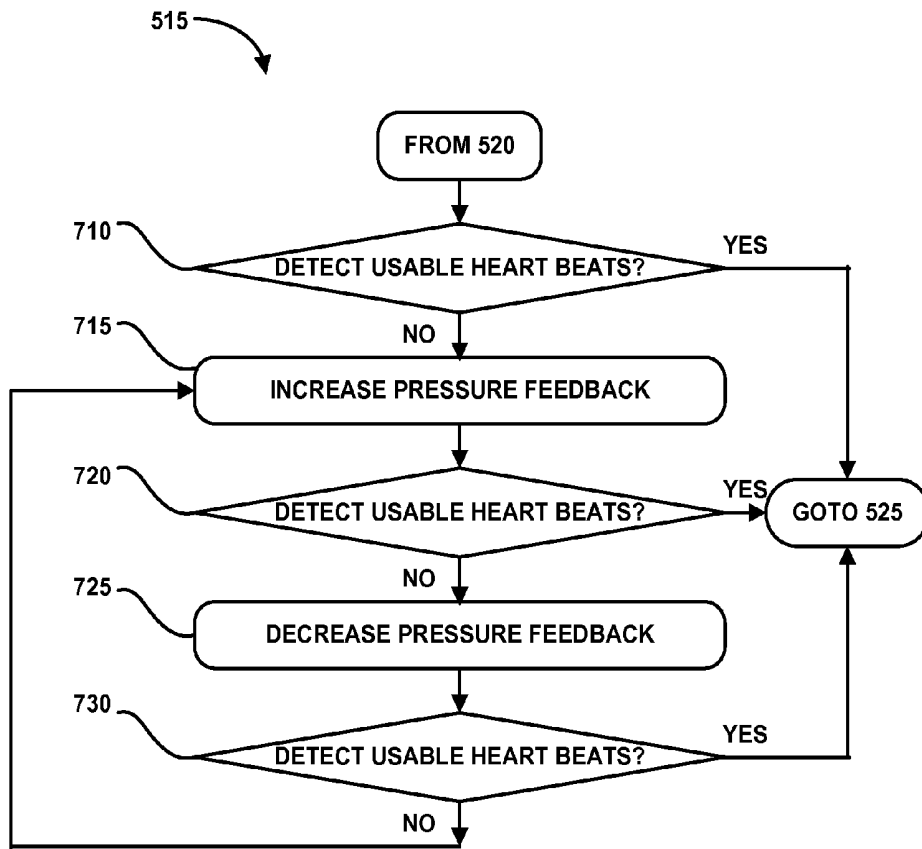 515
FROM 520
710
DETECT USABLE HEART BEATS?
YES
NO
715
INCREASE PRESSURE FEEDBACK
720
DETECT USABLE HEART BEATS?
YES
GOTO 525
NO
725
DECREASE PRESSURE FEEDBACK
730
DETECT USABLE HEART BEATS?
YES
NO